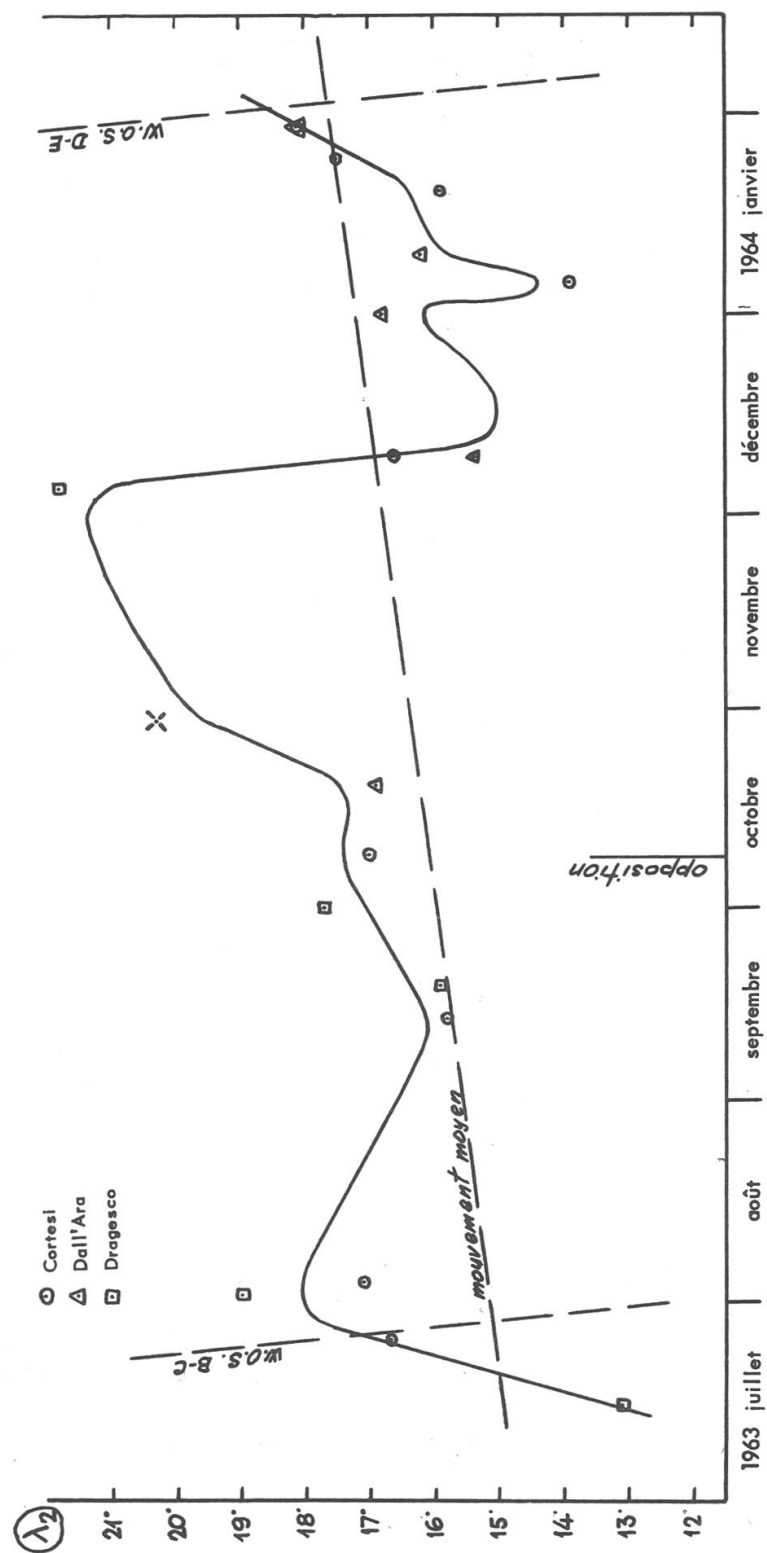 λ2
21°
20°
19°
18°
17°
16°
15°
14°
13°
12°
Cortesi
Dall'Ara
Dragesco
W.O.S. B-C
W.O.S. D-E
mouvement moyen
opposition
1963 juillet
août
septembre
octobre
novembre
décembre
1964 janvier